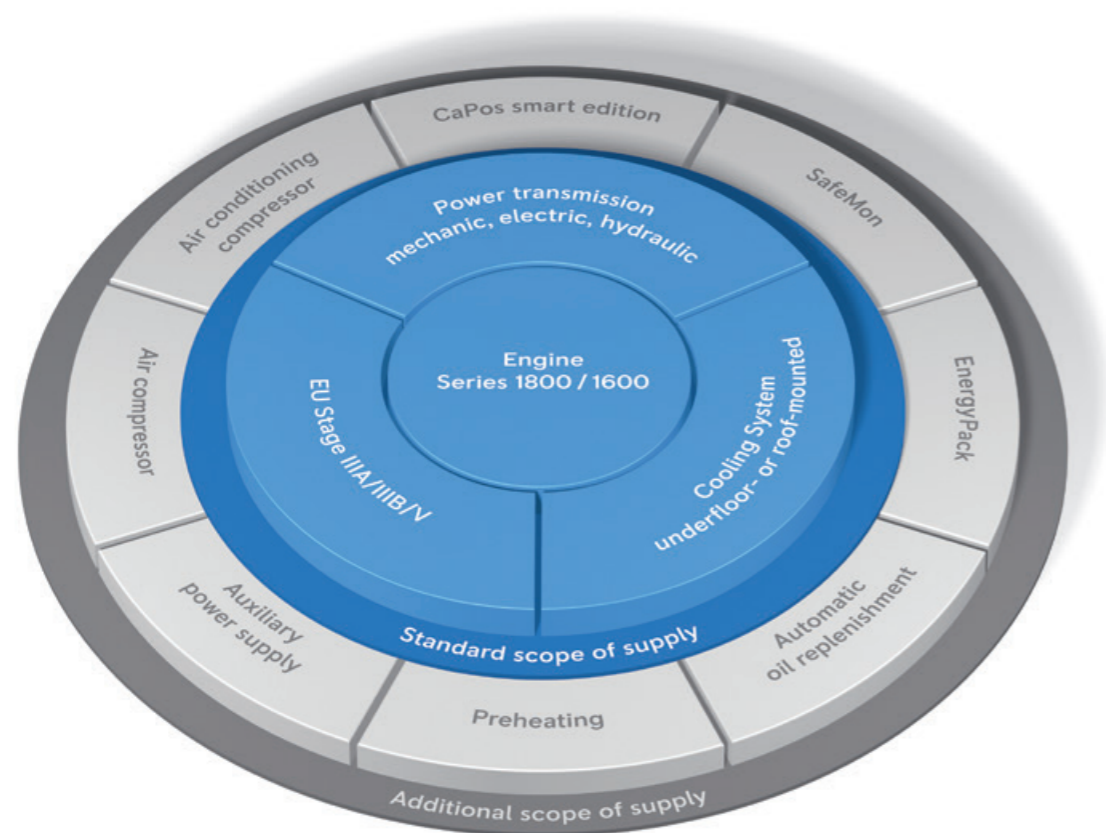 CaPos smart edition
SafeMon
EnergyPack
Automatic
oil replenishment
Preheating
Auxiliary
power supply
Air compressor
Air conditioning
compressor
Power transmission
mechanic, electric, hydraulic
Cooling System
underfloor- or roof-mounted
EU Stage IIIA/IIIB/V
Engine
Series 1800 / 1600
Standard scope of supply
Additional scope of supply